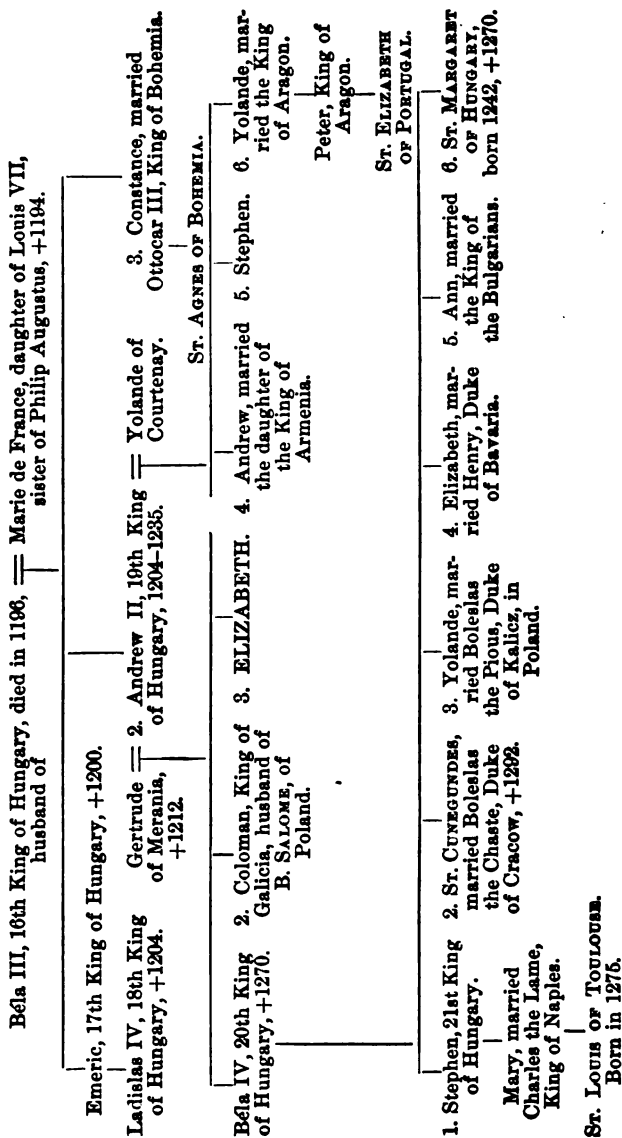 Béla III, 16th King of Hungary, died in 1196, == Marie de France, daughter of Louis VII,
husband of
sister of Philip Augustus, +1194.
Emeric, 17th King of Hungary, +1200.
Ladislas IV, 18th King
of Hungary, +1204.
Gertrude == 2. Andrew II, 19th King == Yolande of
of Merania,
+1212.
of Hungary, 1204–1235.
Courtenay.
3. Constance, married
Ottocar III, King of Bohemia.
ST. AGNES OF BOHEMIA.
Béla IV, 20th King
of Hungary, +1270.
2. Coloman, King of
Galicia, husband of
B. SALOME, of
Poland.
3. ELIZABETH.
4. Andrew, married
the daughter of
the King of
Armenia.
5. Stephen.
6. Yolande, mar-
ried the King
of Aragon.
Peter, King of
Aragon.
ST. ELIZABETH
OF PORTUGAL.
1. Stephen, 21st King
of Hungary.
Mary, married
Charles the Lame,
King of Naples.
ST. LOUIS OF TOULOUSE.
Born in 1275.
2. ST. CUNEGUNDES,
married Boleslas
the Chaste, Duke
of Cracow, +1292.
3. Yolande, mar-
ried Boleslas
the Pious, Duke
of Kalicz, in
Poland.
4. Elizabeth, mar-
ried Henry, Duke
of Bavaria.
5. Ann, married
the King of
the Bulgarians.
6. ST. MARGARET
OF HUNGARY,
born 1242, +1270.